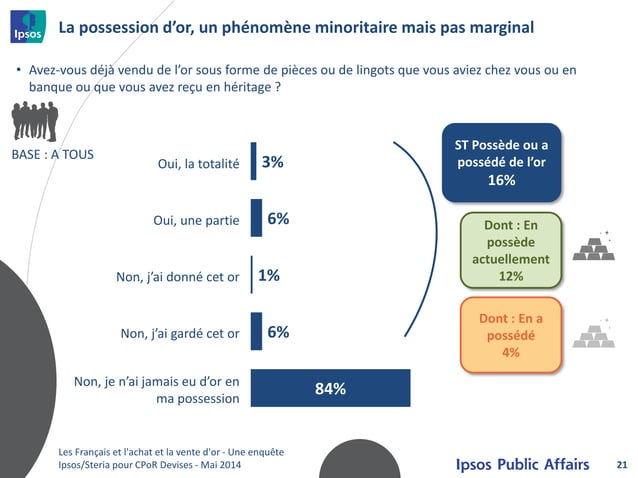 Ipsos
La possession d’or, un phénomène minoritaire mais pas marginal
• Avez-vous déjà vendu de l’or sous forme de pièces ou de lingots que vous aviez chez vous ou en
banque ou que vous avez reçu en héritage ?
BASE : A TOUS
Oui, la totalité 3%
Oui, une partie 6%
Non, j’ai donné cet or 1%
Non, j’ai gardé cet or 6%
Non, je n’ai jamais eu d’or en
ma possession
84%
ST Possède ou a
possédé de l’or
16%
Dont : En
possède
actuellement
12%
Dont : En a
possédé
4%
Les Français et l'achat et la vente d'or - Une enquête
Ipsos/Steria pour CPoR Devises - Mai 2014
Ipsos Public Affairs
21